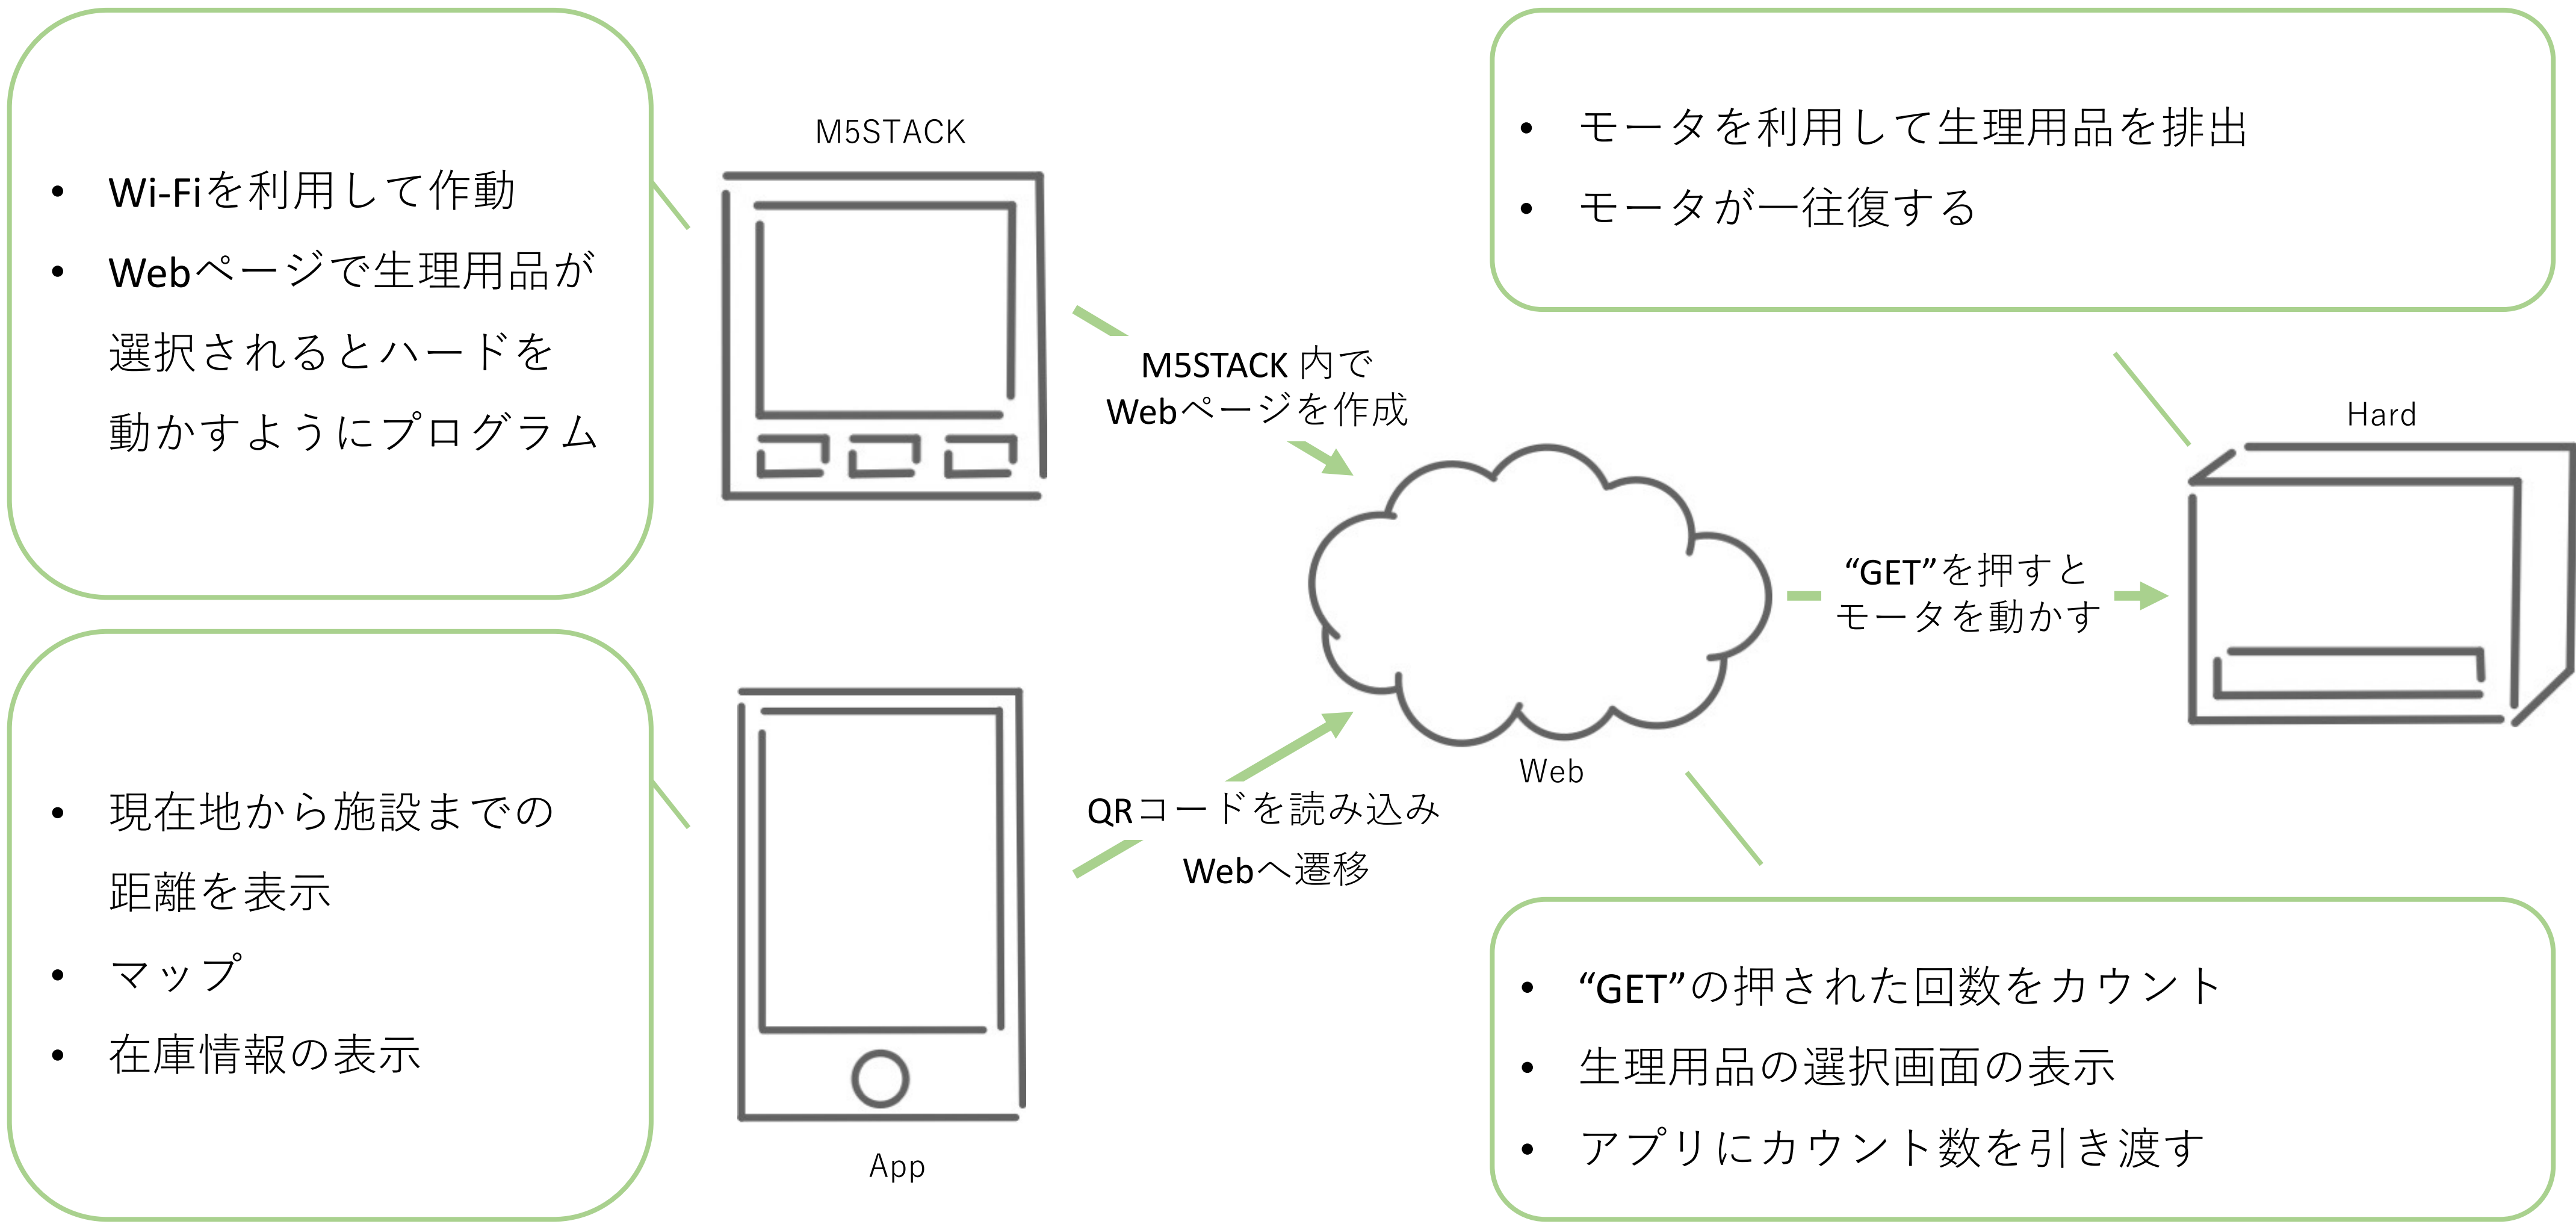 • Wi-Fiを利用して作動
• Webページで生理用品が
選択されるとハードを
動かすようにプログラム
M5STACK
• モータを利用して生理用品を排出
• モータが一往復する
M5STACK 内で
Webページを作成
Hard
“GET”を押すと
モータを動かす
Web
QRコードを読み込み
Webへ遷移
• 現在地から施設までの
距離を表示
• マップ
• 在庫情報の表示
App
• “GET”の押された回数をカウント
• 生理用品の選択画面の表示
• アプリにカウント数を引き渡す